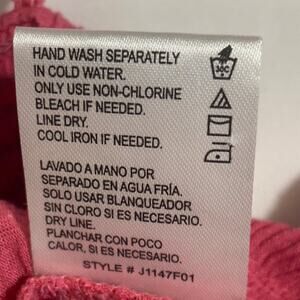 HAND WASH SEPARATELY
IN COLD WATER.
ONLY USE NON-CHLORINE
BLEACH IF NEEDED.
LINE DRY.
COOL IRON IF NEEDED.
30C
LAVADO A MANO POR
SEPARADO EN AGUA FRÍA.
SOLO USAR BLANQUEADOR
SIN CLORO SI ES NECESARIO.
DRY LINE.
PLANCHAR CON POCO
CALOR, SI ES NECESARIO.
STYLE # J1147F01